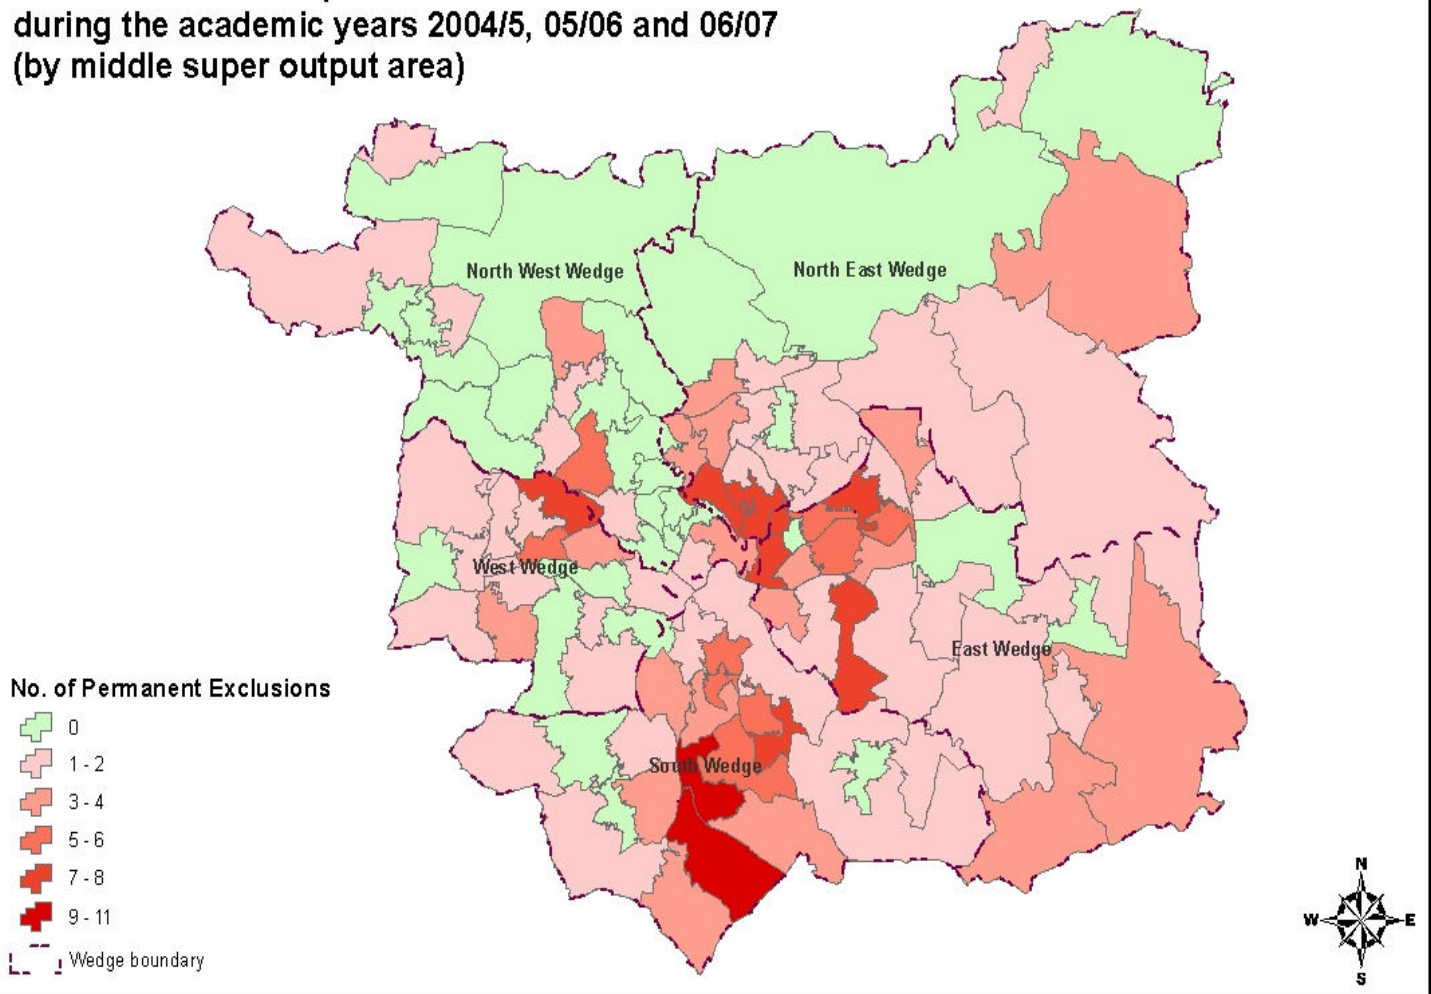 during the academic years 2004/5, 05/06 and 06/07
(by middle super output area)
North West Wedge
North East Wedge
West Wedge
East Wedge
South Wedge
No. of Permanent Exclusions
0
1 - 2
3 - 4
5 - 6
7 - 8
9 - 11
Wedge boundary
N
W E
S